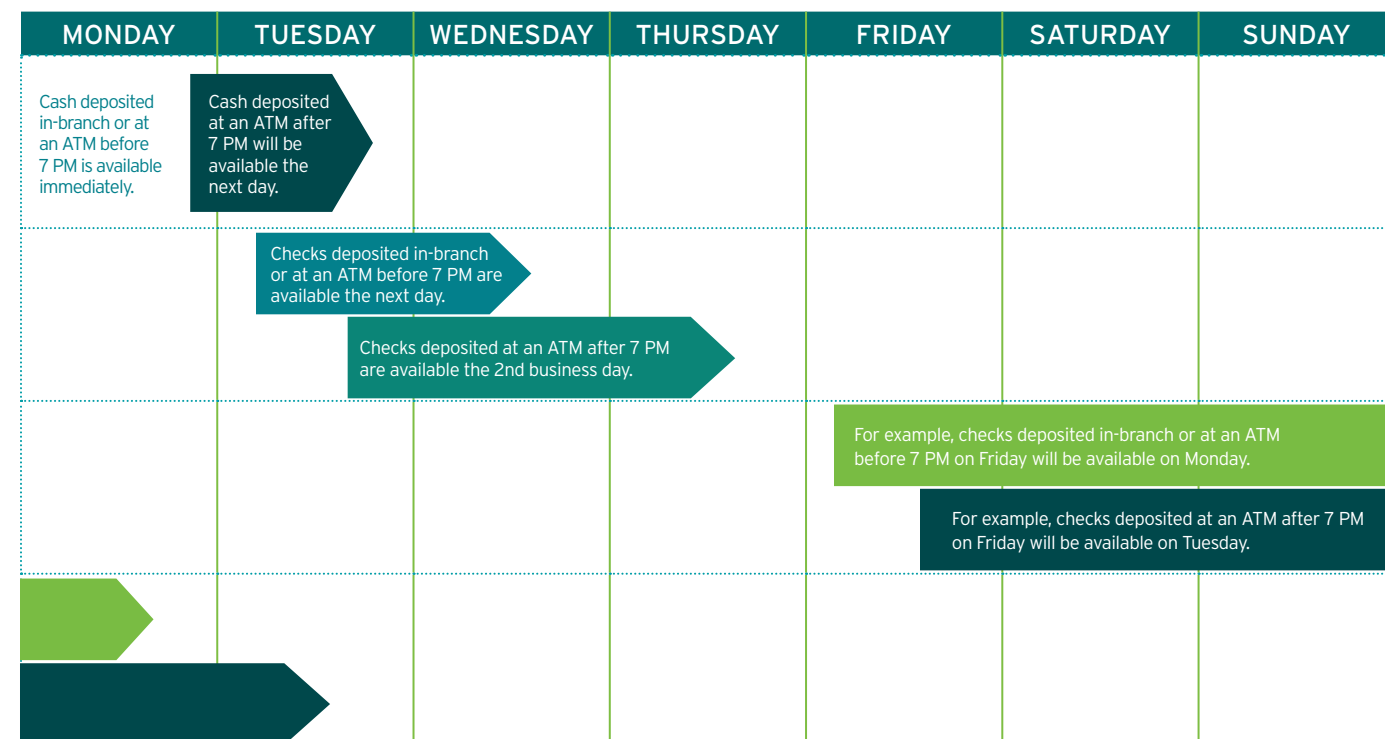 MONDAY TUESDAY WEDNESDAY THURSDAY FRIDAY SATURDAY SUNDAY
Cash deposited
in-branch or at
an ATM before
7 PM is available
immediately.
Cash deposited
at an ATM after
7 PM will be
available the
next day.
Checks deposited in-branch
or at an ATM before 7 PM are
available the next day.
Checks deposited at an ATM after 7 PM
are available the 2nd business day.
For example, checks deposited in-branch or at an ATM
before 7 PM on Friday will be available on Monday.
For example, checks deposited at an ATM after 7 PM
on Friday will be available on Tuesday.